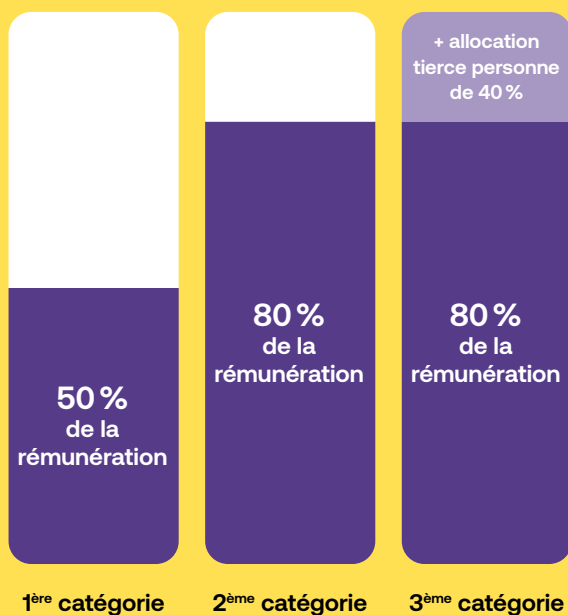 50 %
de la
rémunération
80 %
de la
rémunération
+ allocation
tierce personne
de 40 %
80 %
de la
rémunération
1ère catégorie
2ème catégorie
3ème catégorie